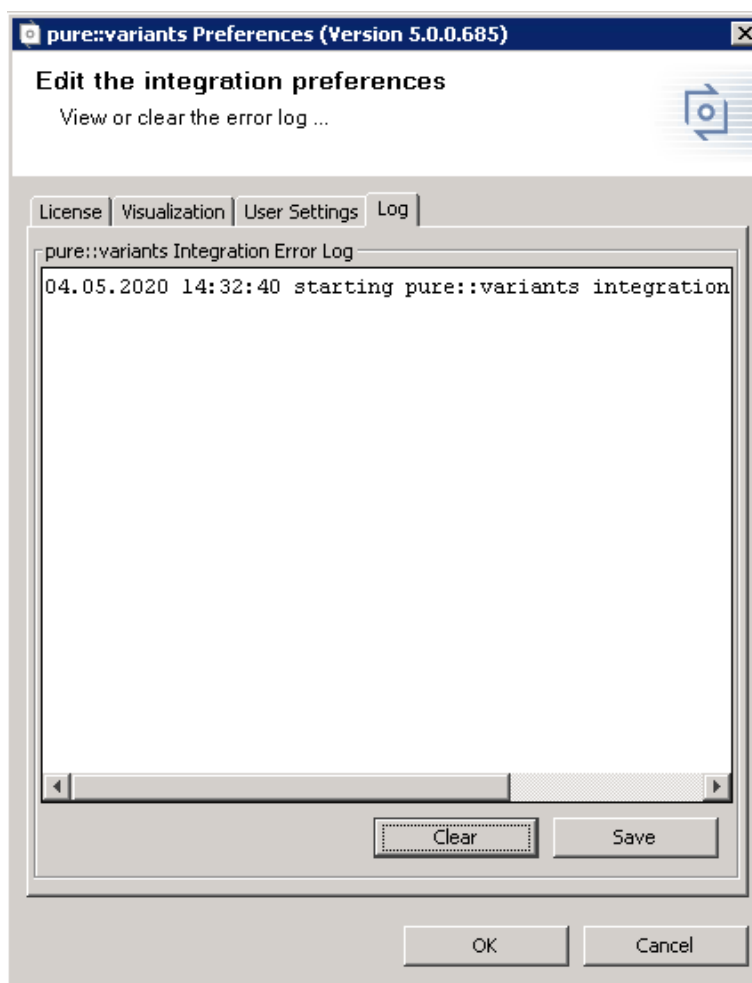 pure::variants Preferences (Version 5.0.0.685)
Edit the integration preferences
View or clear the error log ...
License
Visualization
User Settings
Log
pure::variants Integration Error Log
04.05.2020 14:32:40 starting pure::variants integration
Clear
Save
OK
Cancel